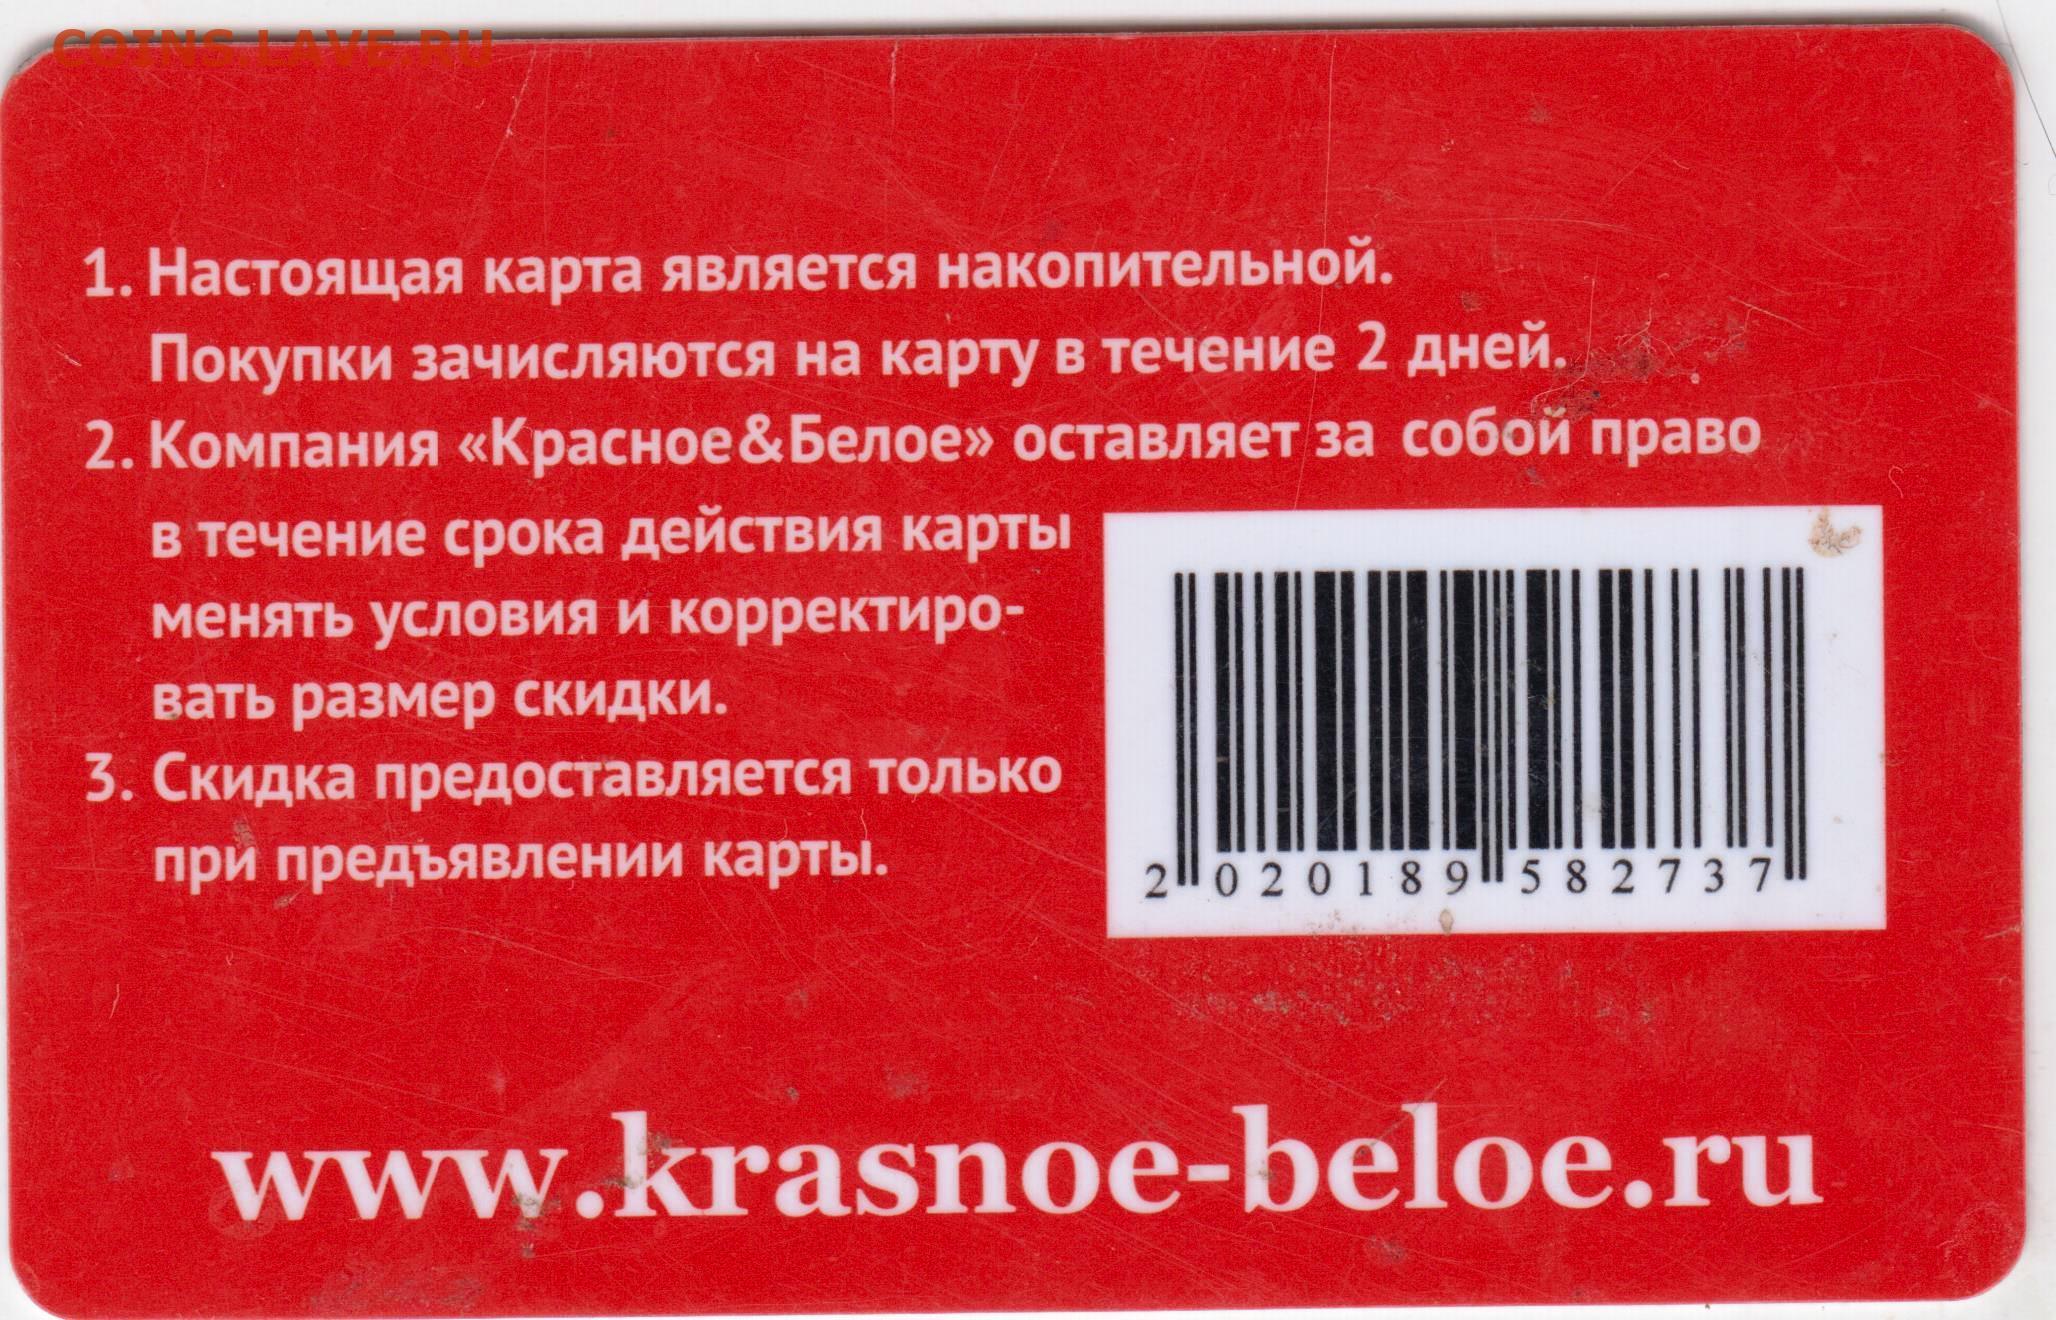 COINS.LAVE.RU
1. Настоящая карта является накопительной.
Покупки зачисляются на карту в течение 2 дней.
2. Компания «Красное&Белое» оставляет за собой право
в течение срока действия карты
менять условия и корректиро-
вать размер скидки.
3. Скидка предоставляется только
при предъявлении карты.
2 020189 582737
www.krasnoe-beloe.ru